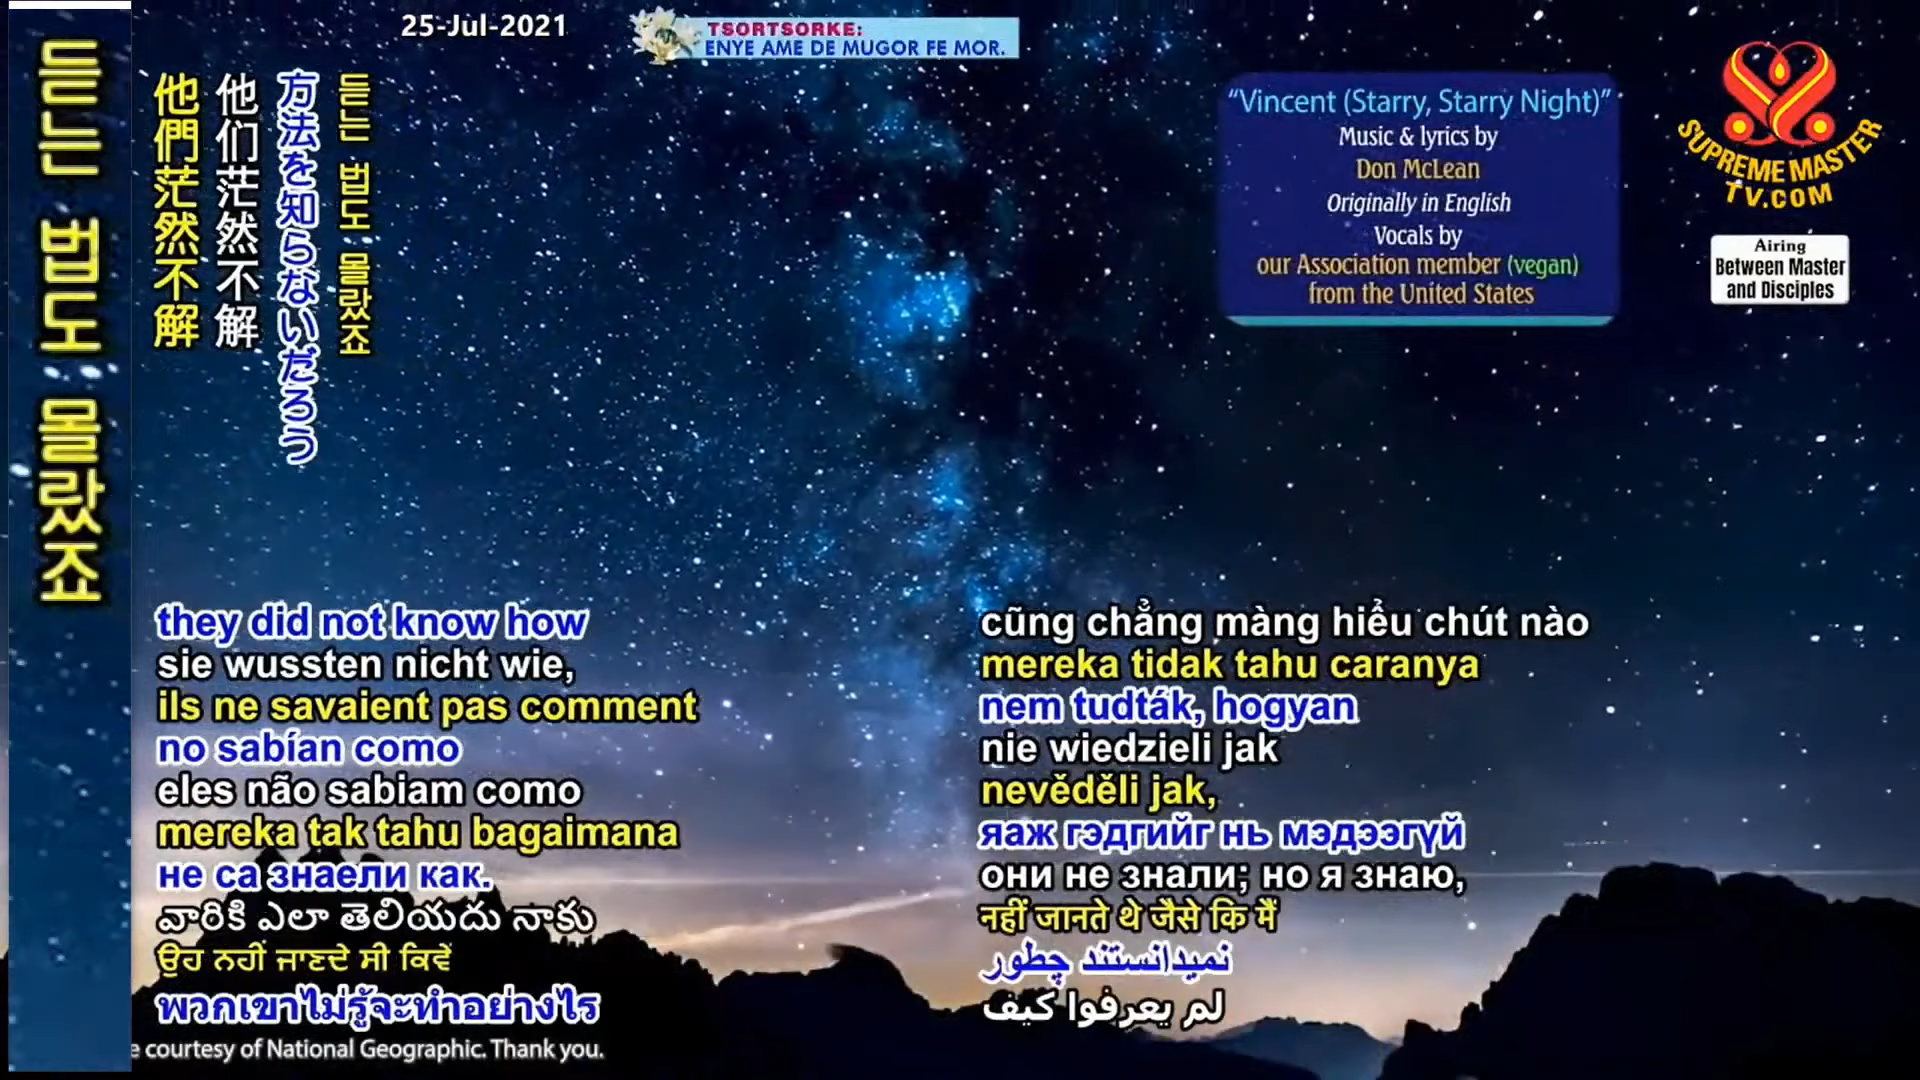 듣는 법도 몰랐죠
25-Jul-2021
TSORTSORKE:
ENYE AME DE MUGOR FE MOR.
他們茫然不解
他们茫然不解
方法を知らないだろう
듣는 법도 몰랐죠
“Vincent (Starry, Starry Night)”
Music & lyrics by
Don McLean
Originally in English
Vocals by
our Association member (vegan)
from the United States
SUPREME MASTER
TV.COM
Airing
Between Master
and Disciples
they did not know how
sie wussten nicht wie,
ils ne savaient pas comment
no sabían como
eles não sabiam como
mereka tak tahu bagaimana
не са знаели как.
వారికి ఎలా తెలియదు నాకు
ਉਹ ਨਹੀਂ ਜਾਣਦੇ ਸੀ ਕਿਵੇਂ
พวกเขาไม่รู้จะทำอย่างไร
cũng chẳng màng hiểu chút nào
mereka tidak tahu caranya
nem tudták, hogyan
nie wiedzieli jak
nevěděli jak,
яаж гэдгийг нь мэдээгүй
они не знали; но я знаю,
नहीं जानते थे जैसे कि मैं
نمیدانستند چطور
لم يعرفوا كيف
e courtesy of National Geographic. Thank you.